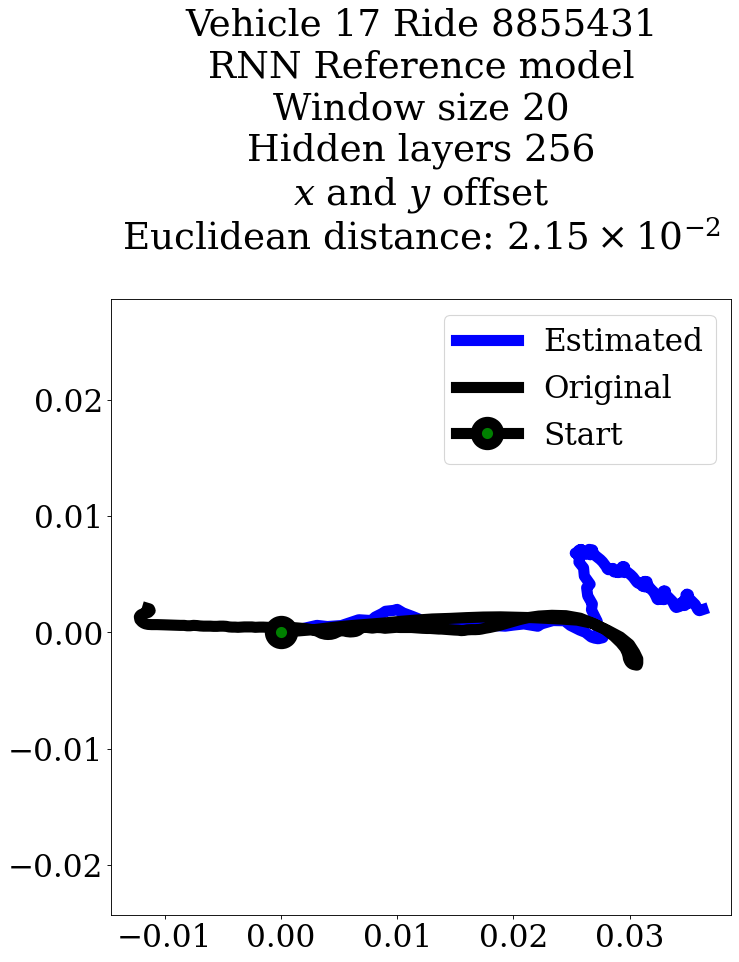 Vehicle 17 Ride 8855431
RNN Reference model
Window size 20
Hidden layers 256
x and y offset
Euclidean distance: 2.15 × 10⁻²
Estimated
Original
Start
0.02
0.01
0.00
−0.01
−0.02
−0.01 0.00 0.01 0.02 0.03